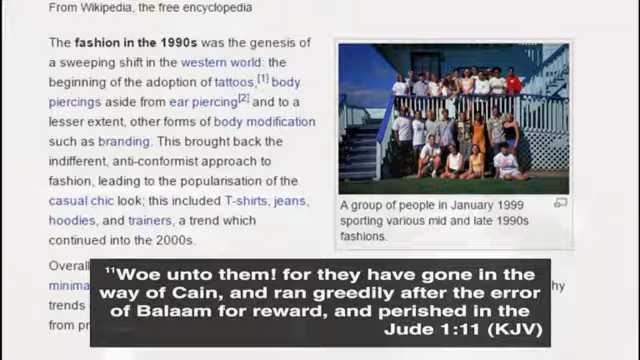 From Wikipedia, the free encyclopedia
The fashion in the 1990s was the genesis of
a sweeping shift in the western world: the
beginning of the adoption of tattoos,[1] body
piercings aside from ear piercing[2] and to a
lesser extent, other forms of body modification
such as branding. This brought back the
indifferent, anti-conformist approach to
fashion, leading to the popularisation of the
casual chic look; this included T-shirts, jeans,
hoodies, and trainers, a trend which
continued into the 2000s.
A group of people in January 1999
sporting various mid and late 1990s
fashions.
Overall
trends
from
11Woe unto them! for they have gone in the
way of Cain, and ran greedily after the error
of Balaam for reward, and perished in the
Jude 1:11 (KJV)